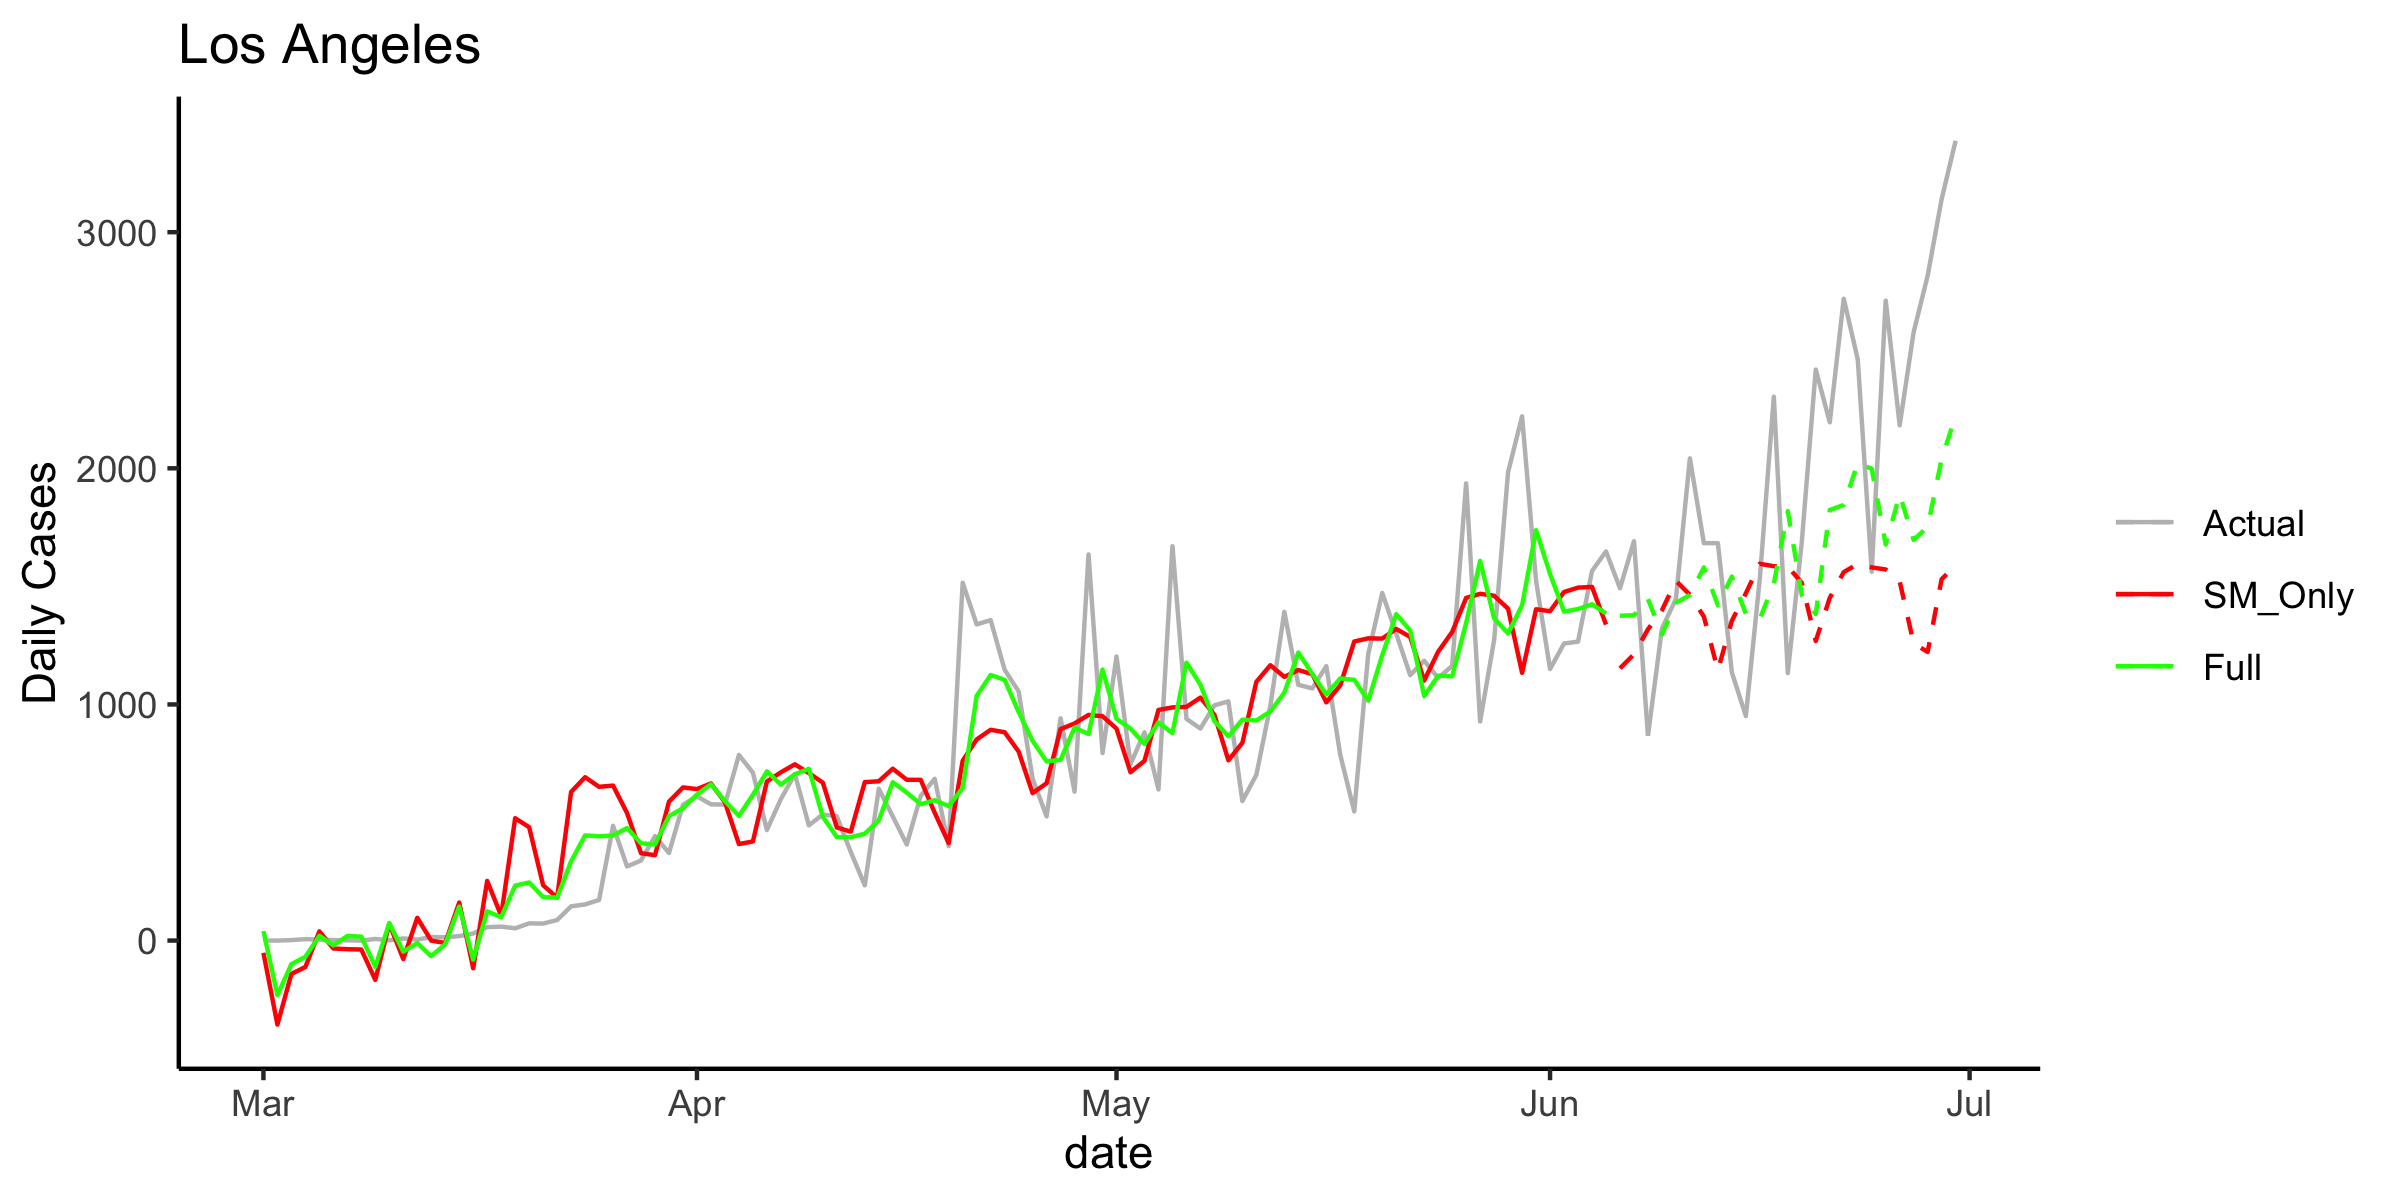 Los Angeles
Daily Cases
3000
2000
1000
0
Mar
Apr
May
Jun
Jul
date
Actual
SM_Only
Full